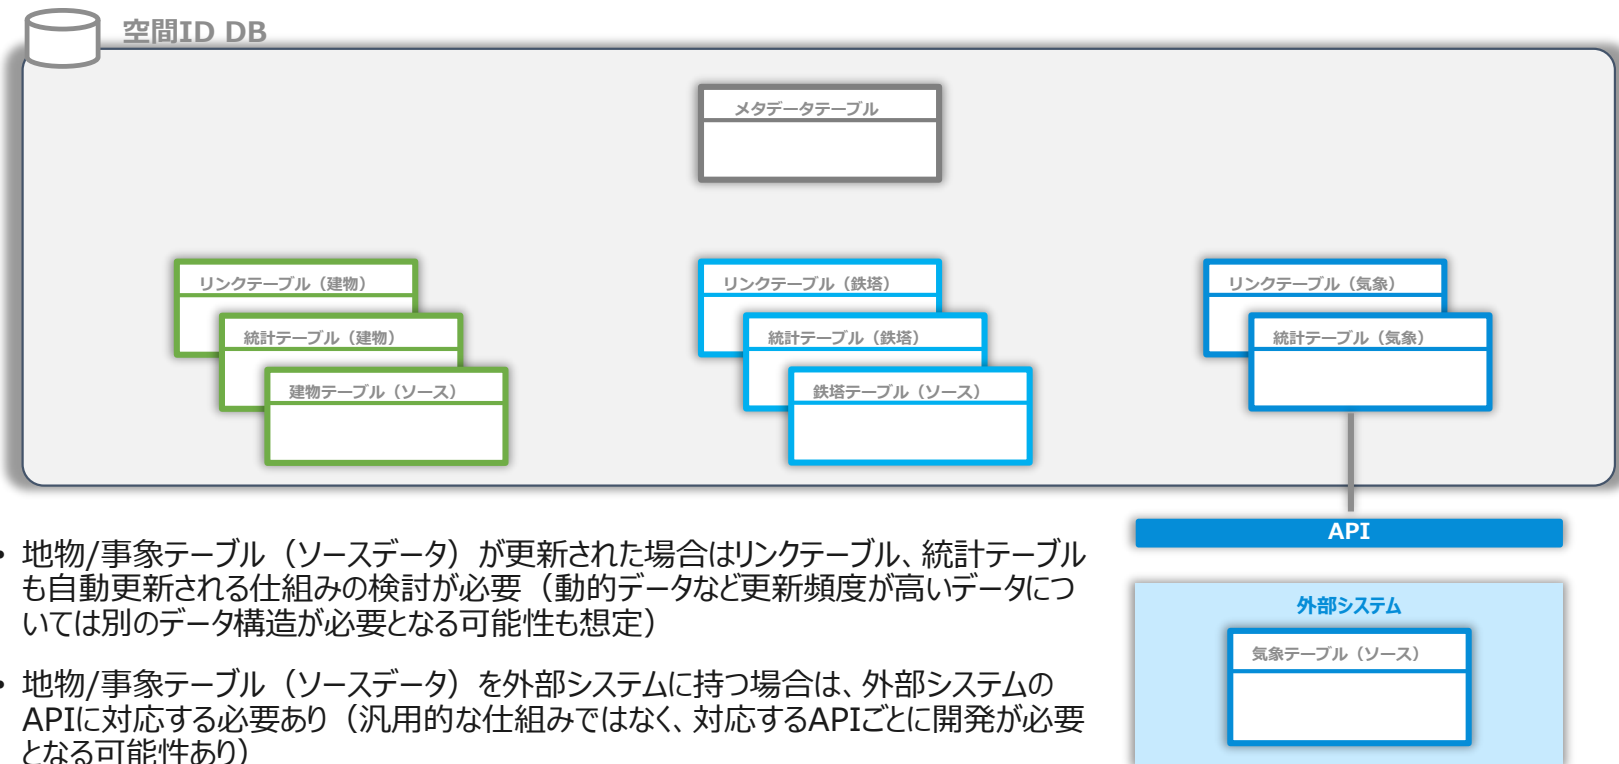 空間ID DB
メタデータテーブル
リンクテーブル（建物）
統計テーブル（建物）
建物テーブル（ソース）
リンクテーブル（鉄塔）
統計テーブル（鉄塔）
鉄塔テーブル（ソース）
リンクテーブル（気象）
統計テーブル（気象）
API
外部システム
気象テーブル（ソース）
• 地物/事象テーブル（ソースデータ）が更新された場合はリンクテーブル、統計テーブル
も自動更新される仕組みの検討が必要（動的データなど更新頻度が高いデータにつ
いては別のデータ構造が必要となる可能性も想定）
• 地物/事象テーブル（ソースデータ）を外部システムに持つ場合は、外部システムの
APIに対応する必要あり（汎用的な仕組みではなく、対応するAPIごとに開発が必要
となる可能性あり）